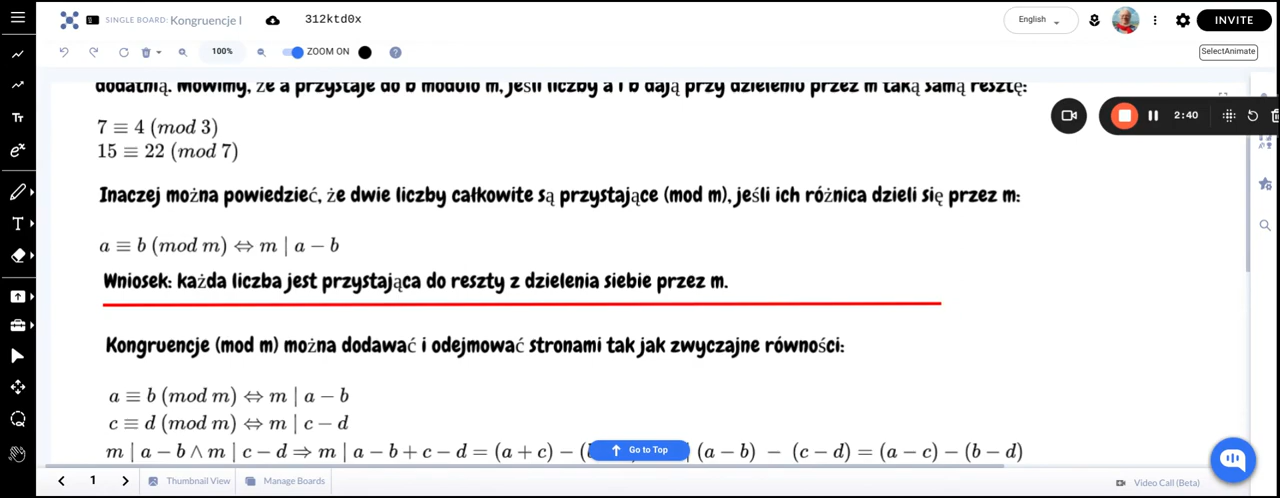 SINGLE BOARD: Kongruencje I
312ktd0x
English
INVITE
100%
ZOOM ON
SelectAnimate
dodatnią. Mówimy, że a przystaje do b modulo m, jeśli liczby a i b dają przy dzieleniu przez m taką samą resztę:
2:40
7 ≡ 4 (mod 3)
15 ≡ 22 (mod 7)
Inaczej można powiedzieć, że dwie liczby całkowite są przystające (mod m), jeśli ich różnica dzieli się przez m:
a ≡ b (mod m) ⇔ m | a − b
Wniosek: każda liczba jest przystająca do reszty z dzielenia siebie przez m.
Kongruencje (mod m) można dodawać i odejmować stronami tak jak zwyczajne równości:
a ≡ b (mod m) ⇔ m | a − b
c ≡ d (mod m) ⇔ m | c − d
m | a − b ∧ m | c − d ⇒ m | a − b + c − d = (a + c) − ( Go to Top | (a − b) − (c − d) = (a − c) − (b − d)
1
Thumbnail View
Manage Boards
Video Call (Beta)